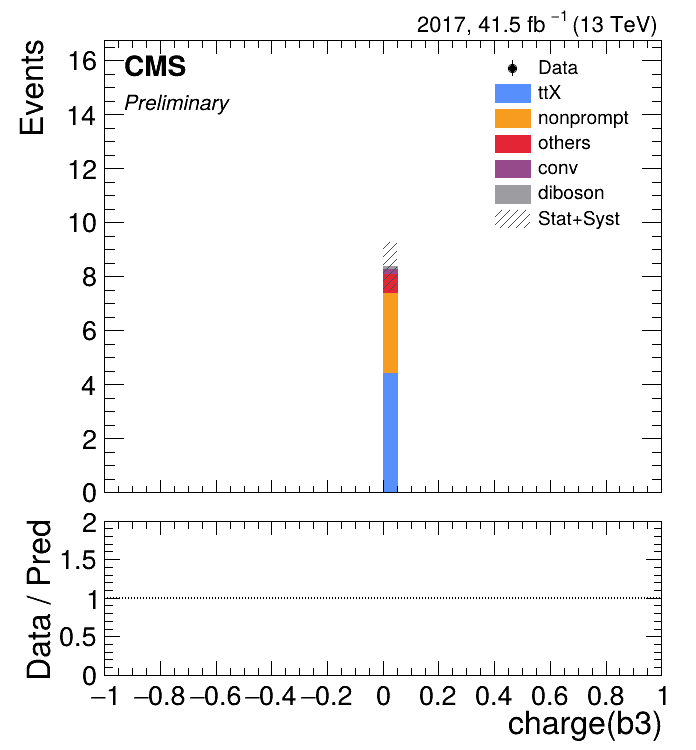 2017, 41.5 fb⁻¹ (13 TeV)
Events
16
14
12
10
8
6
4
2
0
CMS
Preliminary
Data
ttX
nonprompt
others
conv
diboson
Stat+Syst
Data / Pred
2
1.5
1
0.5
0
−1 −0.8 −0.6 −0.4 −0.2 0 0.2 0.4 0.6 0.8 1
charge(b3)